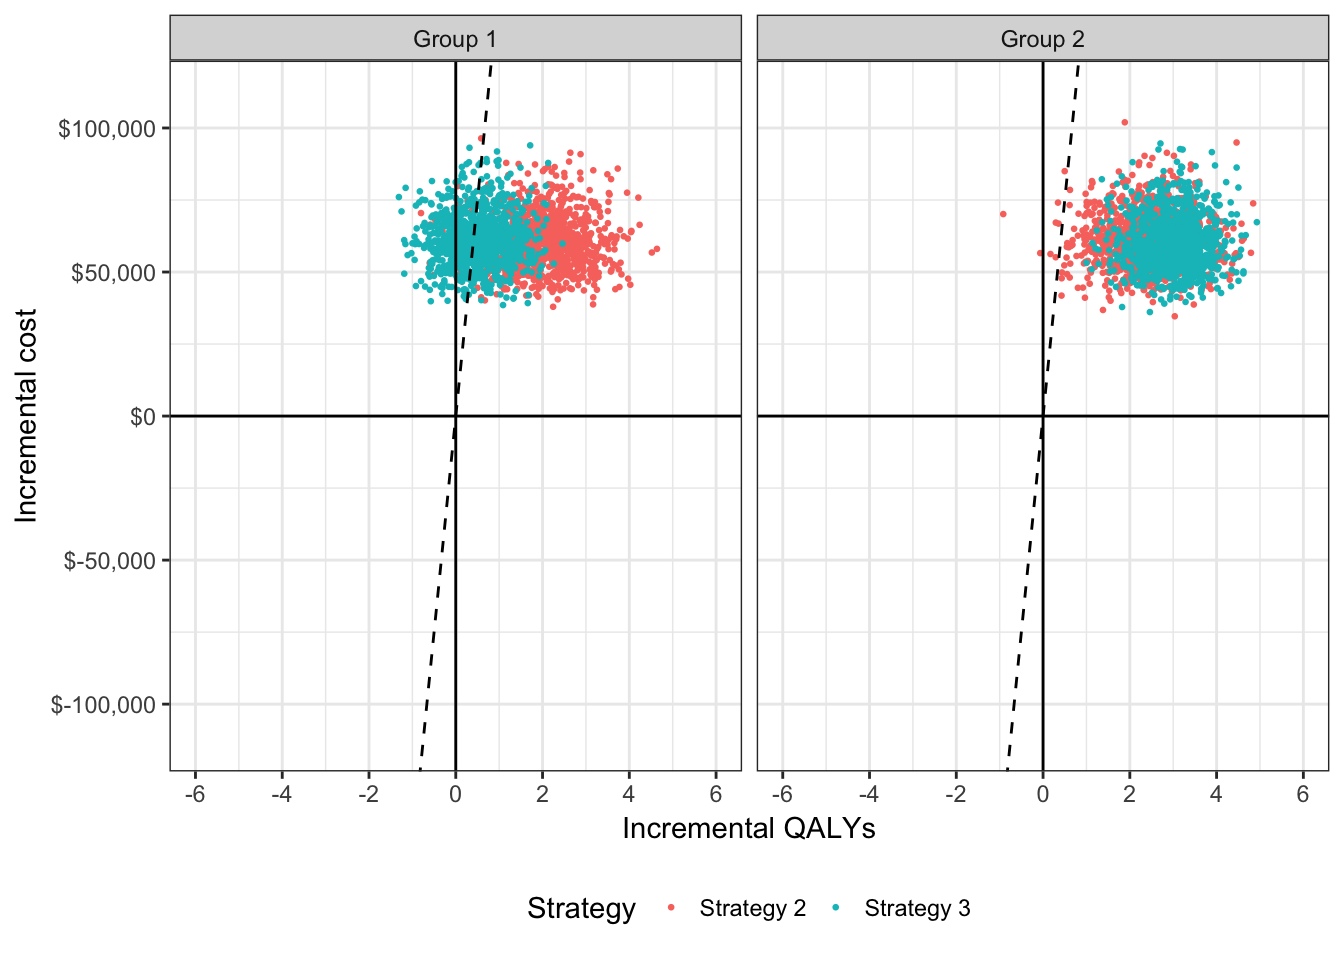 Group 1
Group 2
Incremental cost
$100,000
$50,000
$0
$-50,000
$-100,000
-6 -4 -2 0 2 4 6
-6 -4 -2 0 2 4 6
Incremental QALYs
Strategy Strategy 2 Strategy 3